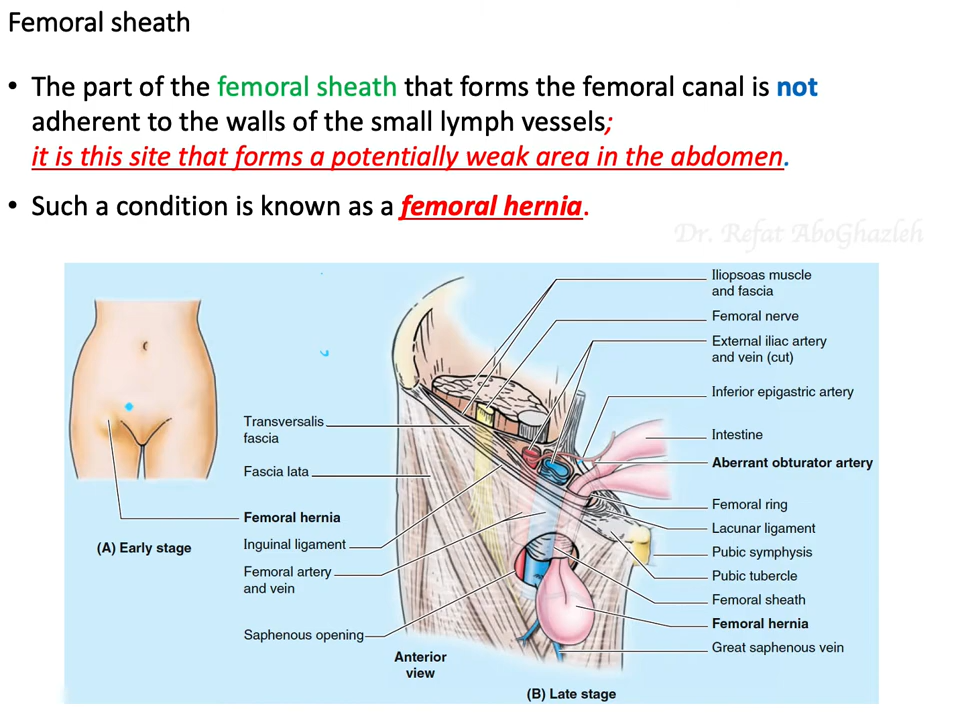 Femoral sheath
• The part of the femoral sheath that forms the femoral canal is not
adherent to the walls of the small lymph vessels;
it is this site that forms a potentially weak area in the abdomen.
• Such a condition is known as a femoral hernia.
Dr. Refat AboGhazleh
Iliopsoas muscle
and fascia
Femoral nerve
External iliac artery
and vein (cut)
Inferior epigastric artery
Intestine
Aberrant obturator artery
Femoral ring
Lacunar ligament
Pubic symphysis
Pubic tubercle
Femoral sheath
Femoral hernia
Great saphenous vein
Transversalis
fascia
Fascia lata
Femoral hernia
Inguinal ligament
Femoral artery
and vein
Saphenous opening
(A) Early stage
Anterior
view
(B) Late stage